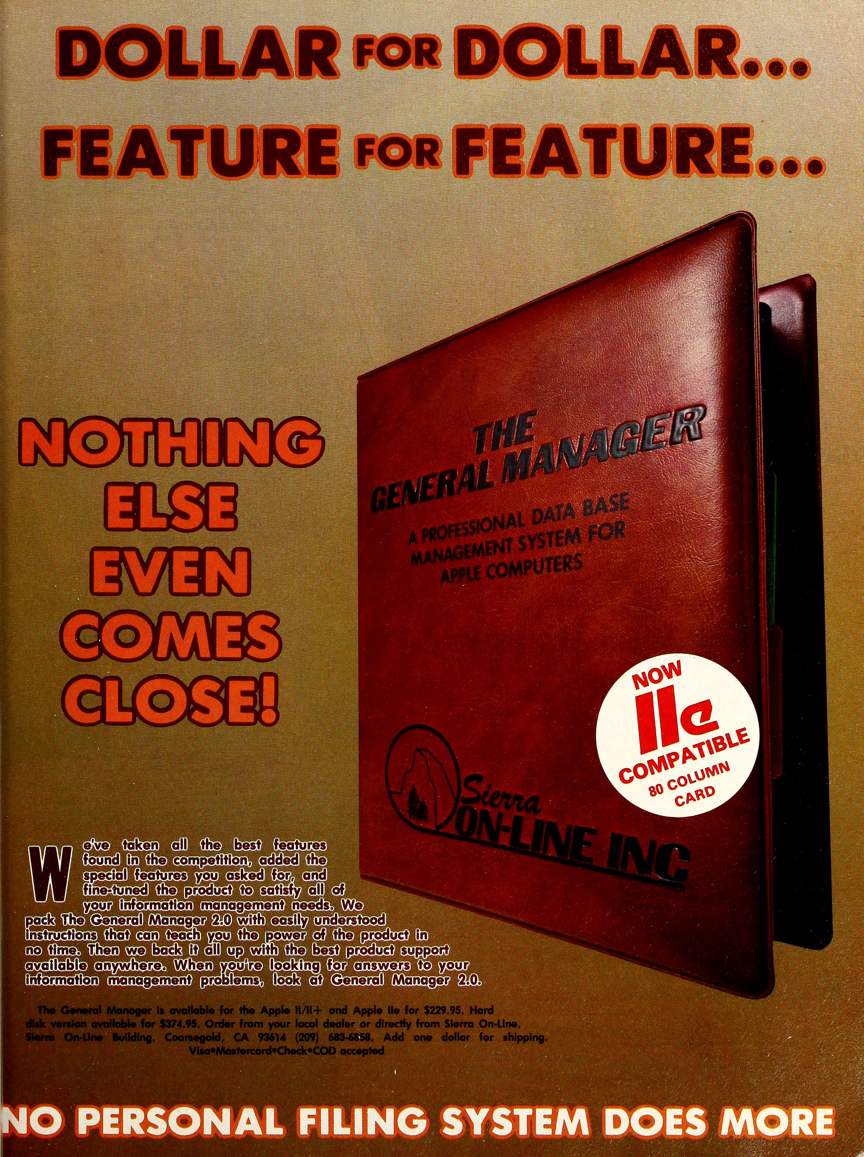 DOLLAR FOR DOLLAR...
FEATURE FOR FEATURE...
NOTHING
ELSE
EVEN
COMES
CLOSE!
THE
GENERAL MANAGER
A PROFESSIONAL DATA BASE
MANAGEMENT SYSTEM FOR
APPLE COMPUTERS
NOW
IIe
COMPATIBLE
80 COLUMN
CARD
Sierra
ON-LINE INC
We've taken all the best features
found in the competition, added the
special features you asked for, and
fine-tuned the product to satisfy all of
your information management needs. We
pack The General Manager 2.0 with easily understood
instructions that can teach you the power of the product in
no time. Then we back it all up with the best product support
available anywhere. When you're looking for answers to your
information management problems, look at General Manager 2.0.
The General Manager is available for the Apple II/II+ and Apple IIe for $229.95. Hard
disk version available for $374.95. Order from your local dealer or directly from Sierra On-Line,
Sierra On-Line Building, Coarsegold, CA 93614 (209) 683-6858. Add one dollar for shipping.
Visa•Mastercard•Check•COD accepted
NO PERSONAL FILING SYSTEM DOES MORE